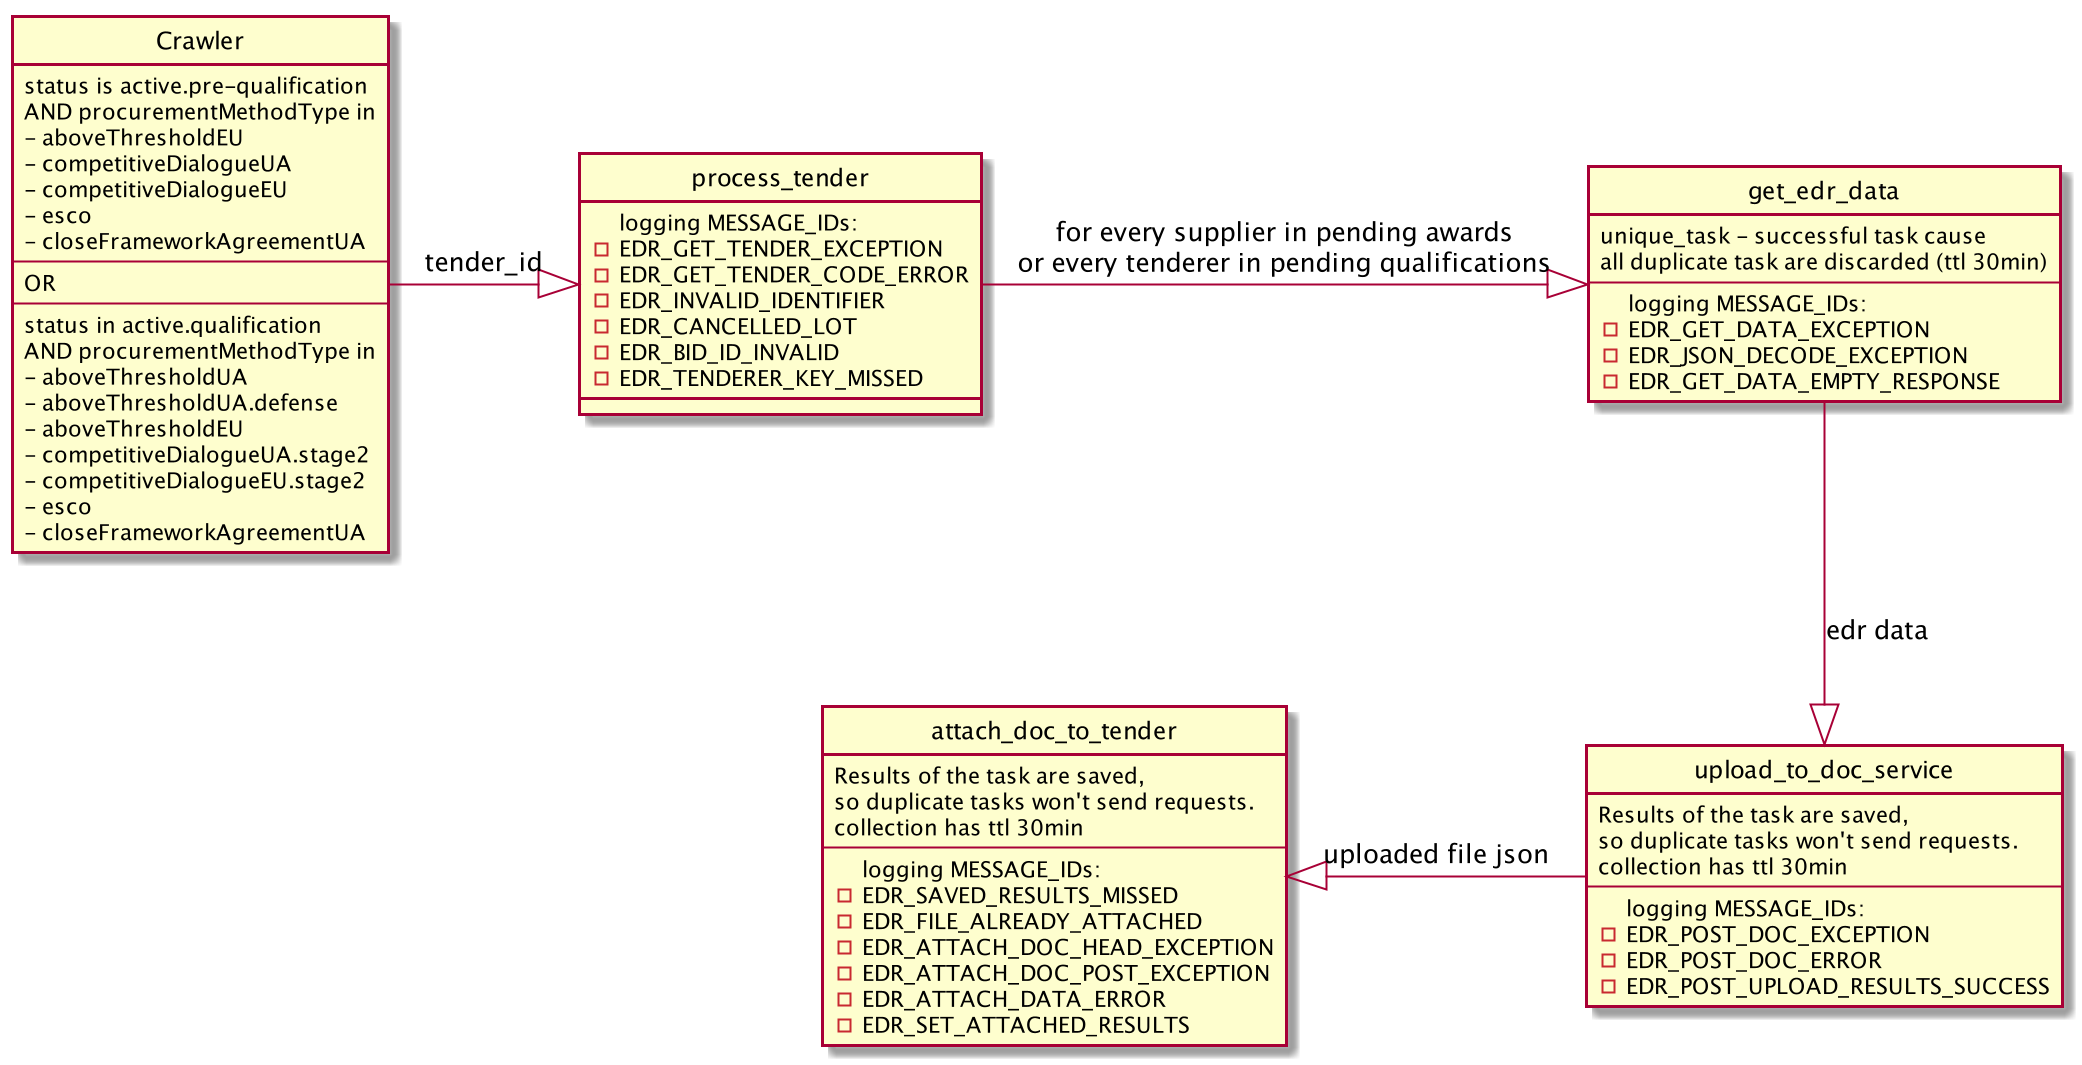 Crawler
status is active.pre-qualification
AND procurementMethodType in
- aboveThresholdEU
- competitiveDialogueUA
- competitiveDialogueEU
- esco
- closeFrameworkAgreementUA
OR
status in active.qualification
AND procurementMethodType in
- aboveThresholdUA
- aboveThresholdUA.defense
- aboveThresholdEU
- competitiveDialogueUA.stage2
- competitiveDialogueEU.stage2
- esco
- closeFrameworkAgreementUA
tender_id
process_tender
logging MESSAGE_IDs:
EDR_GET_TENDER_EXCEPTION
EDR_GET_TENDER_CODE_ERROR
EDR_INVALID_IDENTIFIER
EDR_CANCELLED_LOT
EDR_BID_ID_INVALID
EDR_TENDERER_KEY_MISSED
for every supplier in pending awards
or every tenderer in pending qualifications
get_edr_data
unique_task - successful task cause
all duplicate task are discarded (ttl 30min)
logging MESSAGE_IDs:
EDR_GET_DATA_EXCEPTION
EDR_JSON_DECODE_EXCEPTION
EDR_GET_DATA_EMPTY_RESPONSE
edr data
upload_to_doc_service
Results of the task are saved,
so duplicate tasks won't send requests.
collection has ttl 30min
logging MESSAGE_IDs:
EDR_POST_DOC_EXCEPTION
EDR_POST_DOC_ERROR
EDR_POST_UPLOAD_RESULTS_SUCCESS
uploaded file json
attach_doc_to_tender
Results of the task are saved,
so duplicate tasks won't send requests.
collection has ttl 30min
logging MESSAGE_IDs:
EDR_SAVED_RESULTS_MISSED
EDR_FILE_ALREADY_ATTACHED
EDR_ATTACH_DOC_HEAD_EXCEPTION
EDR_ATTACH_DOC_POST_EXCEPTION
EDR_ATTACH_DATA_ERROR
EDR_SET_ATTACHED_RESULTS